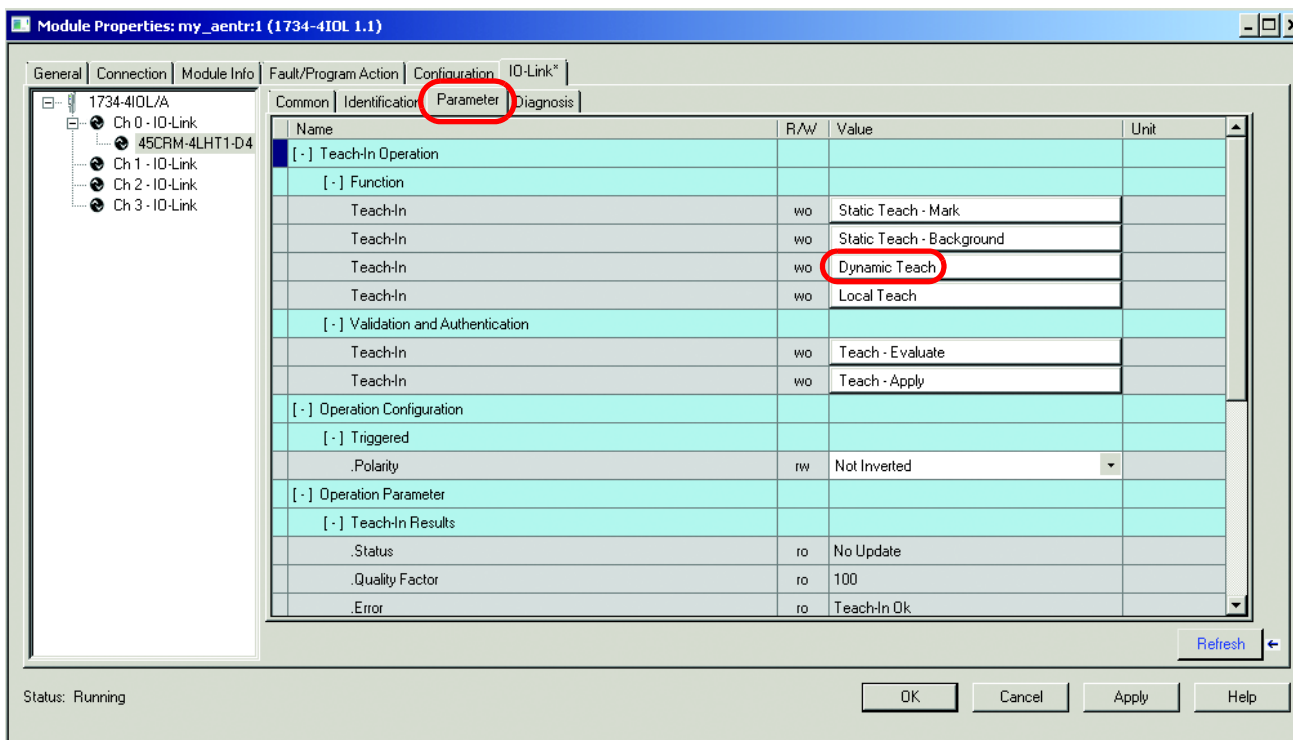 Module Properties: my_aentr:1 (1734-4IOL 1.1)
General Connection Module Info Fault/Program Action Configuration IO-Link*
1734-4IOL/A
Ch 0 - IO-Link
45CRM-4LHT1-D4
Ch 1 - IO-Link
Ch 2 - IO-Link
Ch 3 - IO-Link
Common Identification Parameter Diagnosis
Name R/W Value Unit
[-] Teach-In Operation
[-] Function
Teach-In wo Static Teach - Mark
Teach-In wo Static Teach - Background
Teach-In wo Dynamic Teach
Teach-In wo Local Teach
[-] Validation and Authentication
Teach-In wo Teach - Evaluate
Teach-In wo Teach - Apply
[-] Operation Configuration
[-] Triggered
.Polarity rw Not Inverted
[-] Operation Parameter
[-] Teach-In Results
.Status ro No Update
.Quality Factor ro 100
.Error ro Teach-In Ok
Refresh
Status: Running
OK Cancel Apply Help